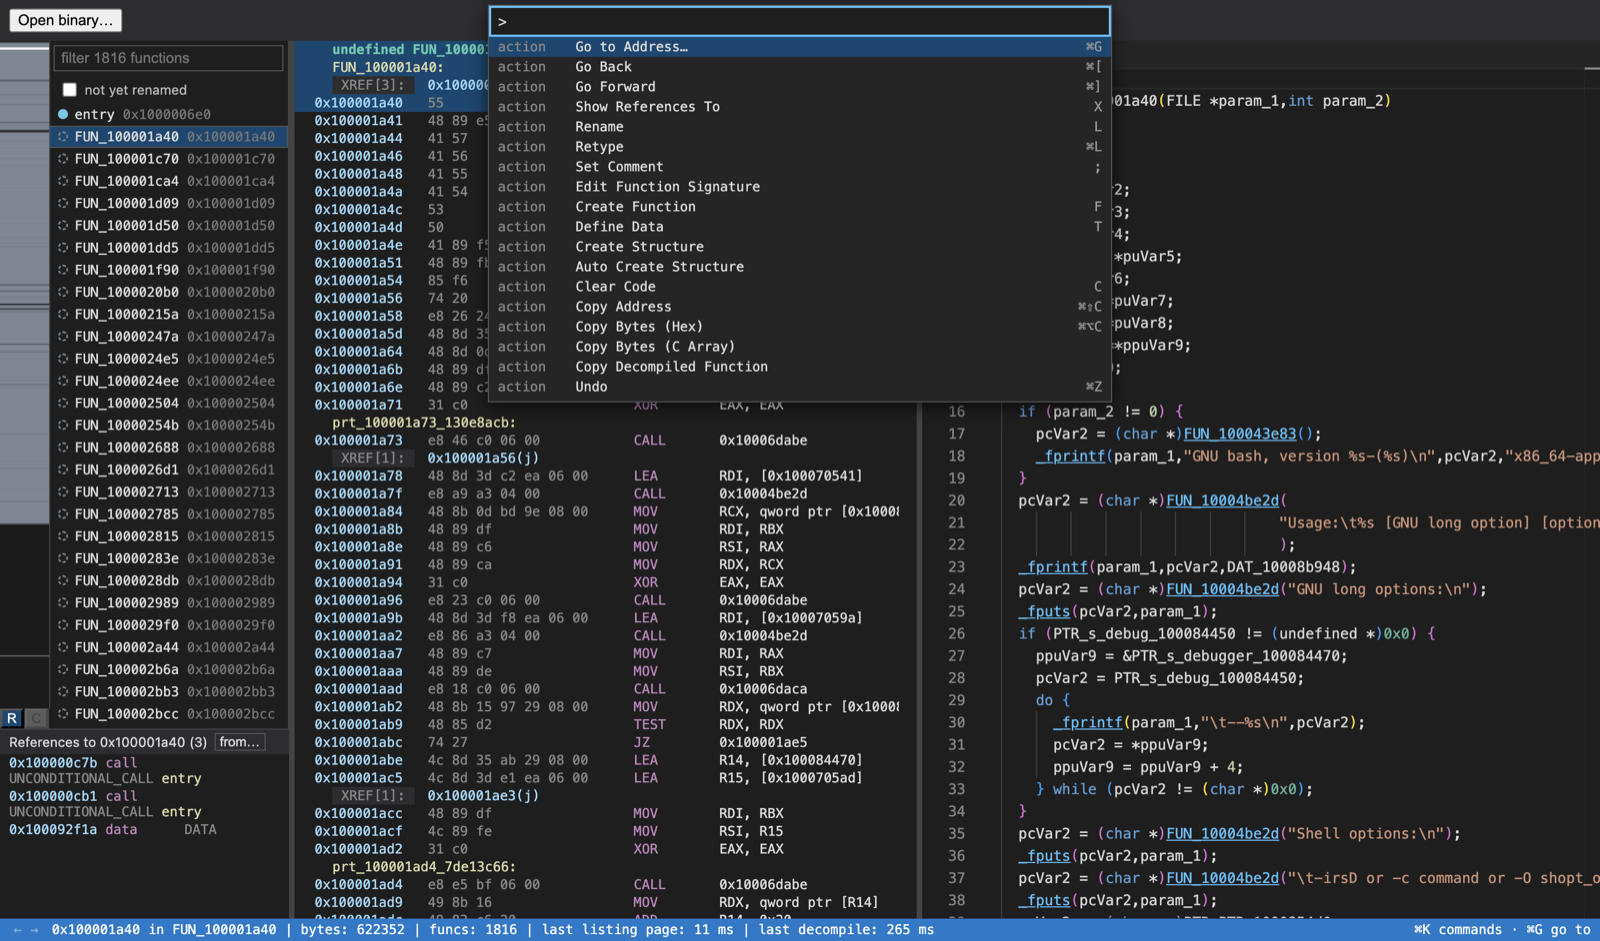 Open binary…
>
action Go to Address… ⌘G
action Go Back ⌘[
action Go Forward ⌘]
action Show References To X
action Rename L
action Retype ⌘L
action Set Comment ;
action Edit Function Signature
action Create Function F
action Define Data T
action Create Structure
action Auto Create Structure
action Clear Code C
action Copy Address ⌘⇧C
action Copy Bytes (Hex) ⌘⌥C
action Copy Bytes (C Array)
action Copy Decompiled Function
action Undo ⌘Z
filter 1816 functions
not yet renamed
entry 0x1000006e0
FUN_100001a40 0x100001a40
FUN_100001c70 0x100001c70
FUN_100001ca4 0x100001ca4
FUN_100001d09 0x100001d09
FUN_100001d50 0x100001d50
FUN_100001dd5 0x100001dd5
FUN_100001f90 0x100001f90
FUN_1000020b0 0x1000020b0
FUN_10000215a 0x10000215a
FUN_10000247a 0x10000247a
FUN_1000024e5 0x1000024e5
FUN_1000024ee 0x1000024ee
FUN_100002504 0x100002504
FUN_10000254b 0x10000254b
FUN_100002688 0x100002688
FUN_1000026d1 0x1000026d1
FUN_100002713 0x100002713
FUN_100002785 0x100002785
FUN_100002815 0x100002815
FUN_10000283e 0x10000283e
FUN_1000028db 0x1000028db
FUN_100002989 0x100002989
FUN_1000029f0 0x1000029f0
FUN_100002a44 0x100002a44
FUN_100002b6a 0x100002b6a
FUN_100002bb3 0x100002bb3
FUN_100002bcc 0x100002bcc
R C
References to 0x100001a40 (3) from…
0x100000c7b call
UNCONDITIONAL_CALL entry
0x100000cb1 call
UNCONDITIONAL_CALL entry
0x100092f1a data DATA
undefined FUN_10000
FUN_100001a40:
XREF[3]: 0x10000
0x100001a40 55
0x100001a41 48 89 e5
0x100001a44 41 57
0x100001a46 41 56
0x100001a48 41 55
0x100001a4a 41 54
0x100001a4c 53
0x100001a4d 50
0x100001a4e 41 89 f5
0x100001a51 48 89 fb
0x100001a54 85 f6
0x100001a56 74 20
0x100001a58 e8 26 24
0x100001a5d 48 8d 35
0x100001a64 48 8d 0d
0x100001a6b 48 89 df
0x100001a6e 48 89 c2
0x100001a71 31 c0 XOR EAX, EAX
prt_100001a73_130e8acb:
0x100001a73 e8 46 c0 06 00 CALL 0x10006dabe
XREF[1]: 0x100001a56(j)
0x100001a78 48 8d 3d c2 ea 06 00 LEA RDI, [0x100070541]
0x100001a7f e8 a9 a3 04 00 CALL 0x10004be2d
0x100001a84 48 8b 0d bd 9e 08 00 MOV RCX, qword ptr [0x10008
0x100001a8b 48 89 df MOV RDI, RBX
0x100001a8e 48 89 c6 MOV RSI, RAX
0x100001a91 48 89 ca MOV RDX, RCX
0x100001a94 31 c0 XOR EAX, EAX
0x100001a96 e8 23 c0 06 00 CALL 0x10006dabe
0x100001a9b 48 8d 3d f8 ea 06 00 LEA RDI, [0x10007059a]
0x100001aa2 e8 86 a3 04 00 CALL 0x10004be2d
0x100001aa7 48 89 c7 MOV RDI, RAX
0x100001aaa 48 89 de MOV RSI, RBX
0x100001aad e8 18 c0 06 00 CALL 0x10006daca
0x100001ab2 48 8b 15 97 29 08 00 MOV RDX, qword ptr [0x10008
0x100001ab9 48 85 d2 TEST RDX, RDX
0x100001abc 74 27 JZ 0x100001ae5
0x100001abe 4c 8d 35 ab 29 08 00 LEA R14, [0x100084470]
0x100001ac5 4c 8d 3d e1 ea 06 00 LEA R15, [0x1000705ad]
XREF[1]: 0x100001ae3(j)
0x100001acc 48 89 df MOV RDI, RBX
0x100001acf 4c 89 fe MOV RSI, R15
0x100001ad2 31 c0 XOR EAX, EAX
prt_100001ad4_7de13c66:
0x100001ad4 e8 e5 bf 06 00 CALL 0x10006dabe
0x100001ad9 49 8b 16 MOV RDX, qword ptr [R14]
01a40(FILE *param_1,int param_2)
2;
3;
4;
*puVar5;
6;
puVar7;
puVar8;
*ppuVar9;
;
16 if (param_2 != 0) {
17 pcVar2 = (char *)FUN_100043e83();
18 _fprintf(param_1,"GNU bash, version %s-(%s)\n",pcVar2,"x86_64-app
19 }
20 pcVar2 = (char *)FUN_10004be2d(
21 "Usage:\t%s [GNU long option] [option
22 );
23 _fprintf(param_1,pcVar2,DAT_10008b948);
24 pcVar2 = (char *)FUN_10004be2d("GNU long options:\n");
25 _fputs(pcVar2,param_1);
26 if (PTR_s_debug_100084450 != (undefined *)0x0) {
27 ppuVar9 = &PTR_s_debugger_100084470;
28 pcVar2 = PTR_s_debug_100084450;
29 do {
30 _fprintf(param_1,"\t--%s\n",pcVar2);
31 pcVar2 = *ppuVar9;
32 ppuVar9 = ppuVar9 + 4;
33 } while (pcVar2 != (char *)0x0);
34 }
35 pcVar2 = (char *)FUN_10004be2d("Shell options:\n");
36 _fputs(pcVar2,param_1);
37 pcVar2 = (char *)FUN_10004be2d("\t-irsD or -c command or -O shopt_o
38 _fputs(pcVar2,param_1);
← → 0x100001a40 in FUN_100001a40 | bytes: 622352 | funcs: 1816 | last listing page: 11 ms | last decompile: 265 ms
⌘K commands · ⌘G go to